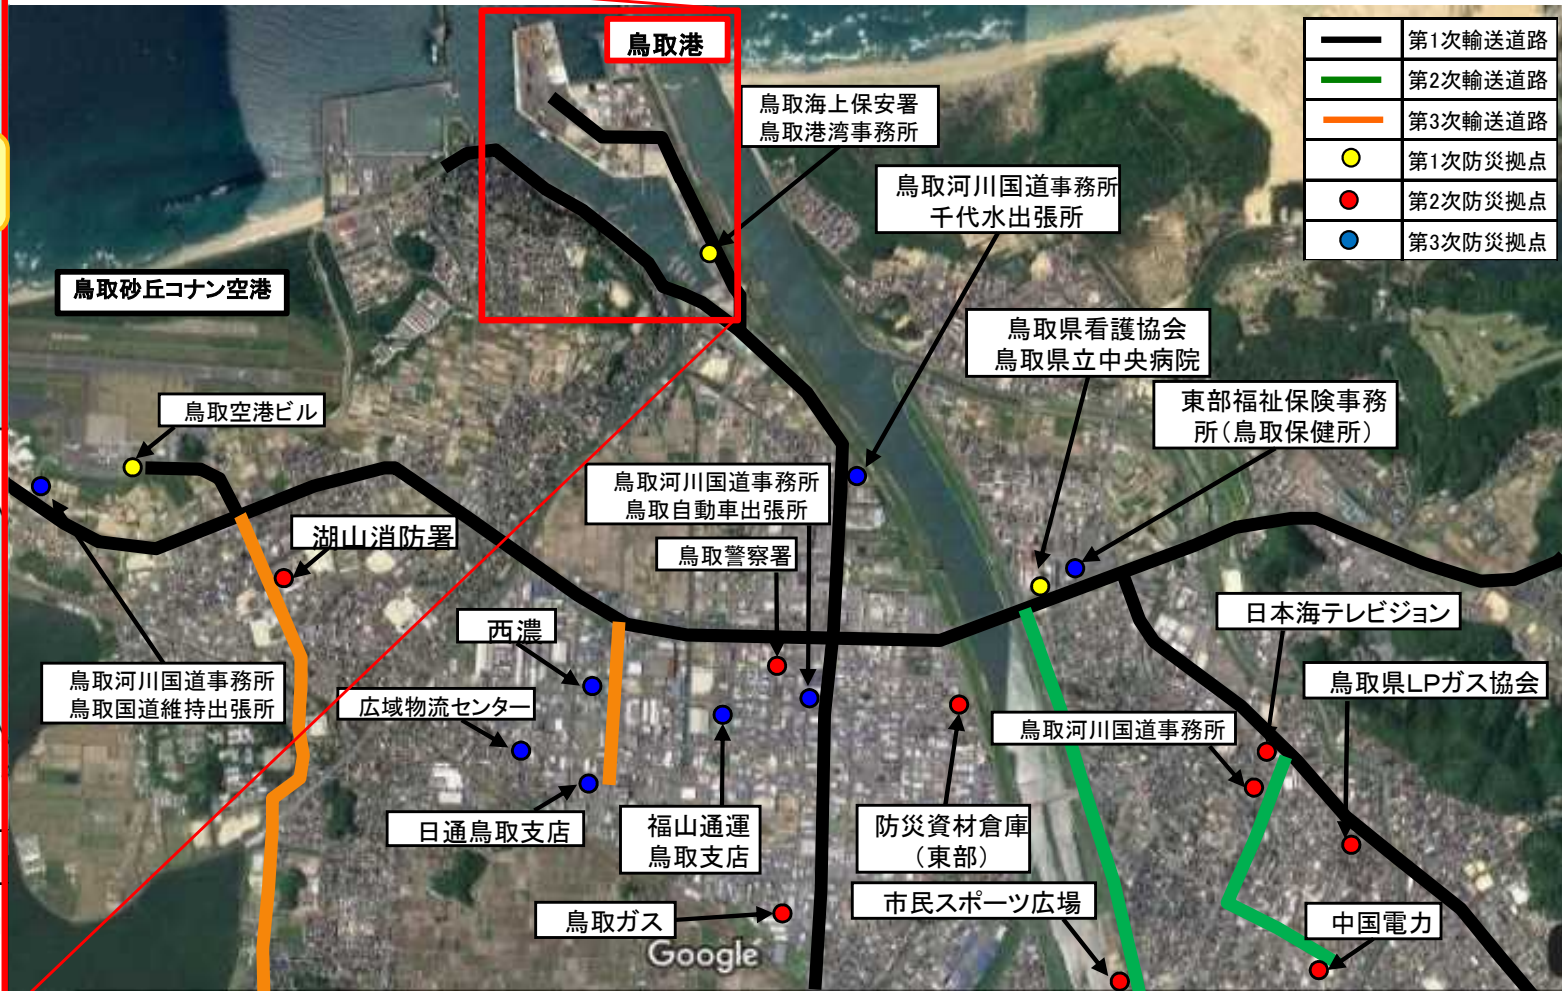 鳥取港
第1次輸送道路
第2次輸送道路
第3次輸送道路
第1次防災拠点
第2次防災拠点
第3次防災拠点
鳥取海上保安署
鳥取港湾事務所
鳥取河川国道事務所
千代水出張所
鳥取砂丘コナン空港
鳥取県看護協会
鳥取県立中央病院
東部福祉保険事務
所(鳥取保健所)
鳥取空港ビル
鳥取河川国道事務所
鳥取自動車出張所
湖山消防署
鳥取警察署
西濃
日本海テレビジョン
鳥取河川国道事務所
鳥取国道維持出張所
広域物流センター
鳥取県LPガス協会
鳥取河川国道事務所
日通鳥取支店
福山通運
鳥取支店
防災資材倉庫
(東部)
市民スポーツ広場
鳥取ガス
中国電力
Google